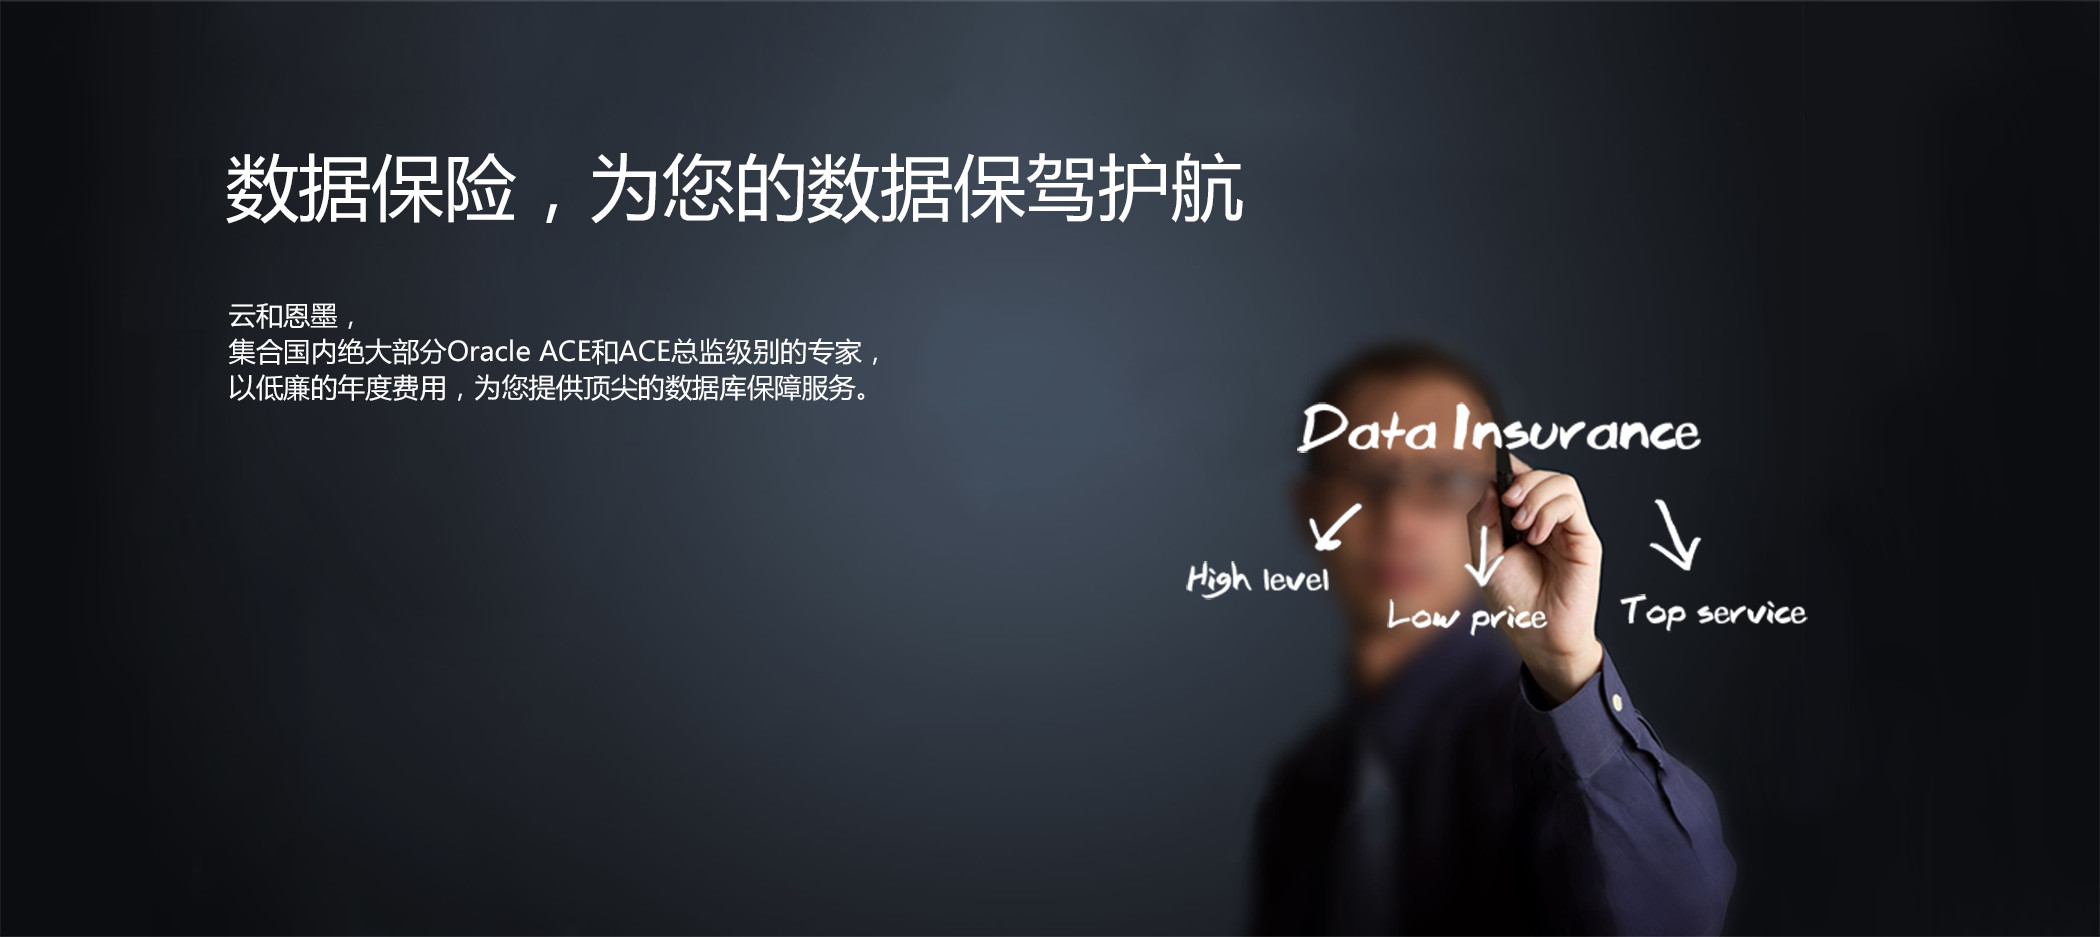 数据保险，为您的数据保驾护航
云和恩墨，
集合国内绝大部分Oracle ACE和ACE总监级别的专家，
以低廉的年度费用，为您提供顶尖的数据库保障服务。
Data Insurance
High level
Low price
Top service